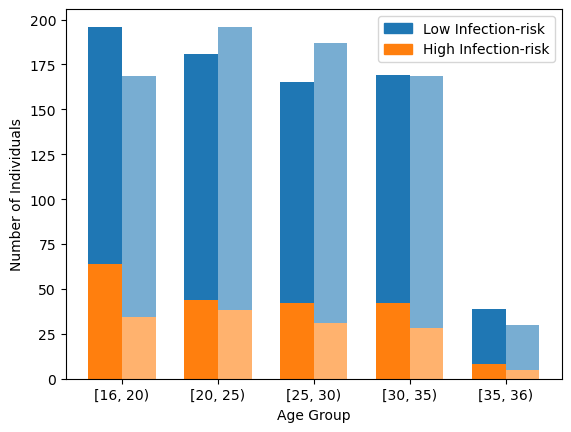 200
175
150
125
100
75
50
25
0
Number of Individuals
Low Infection-risk
High Infection-risk
[16, 20) [20, 25) [25, 30) [30, 35) [35, 36)
Age Group